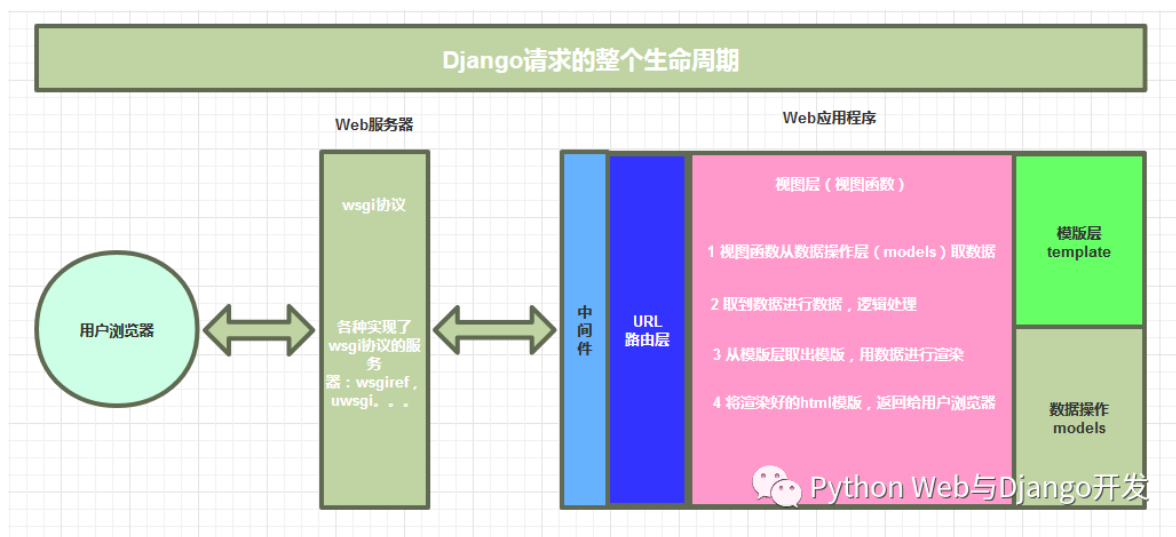 Django请求的整个生命周期
Web服务器
Web应用程序
用户浏览器
wsgi协议
各种实现了
wsgi协议的服
务
器：wsgiref，
uwsgi。。。
中
间
件
URL
路由层
视图层（视图函数）
1 视图函数从数据操作层（models）取数据
2 取到数据进行数据，逻辑处理
3 从模版层取出模版，用数据进行渲染
4 将渲染好的html模版，返回给用户浏览器
模版层
template
数据操作
models
Python Web与Django开发